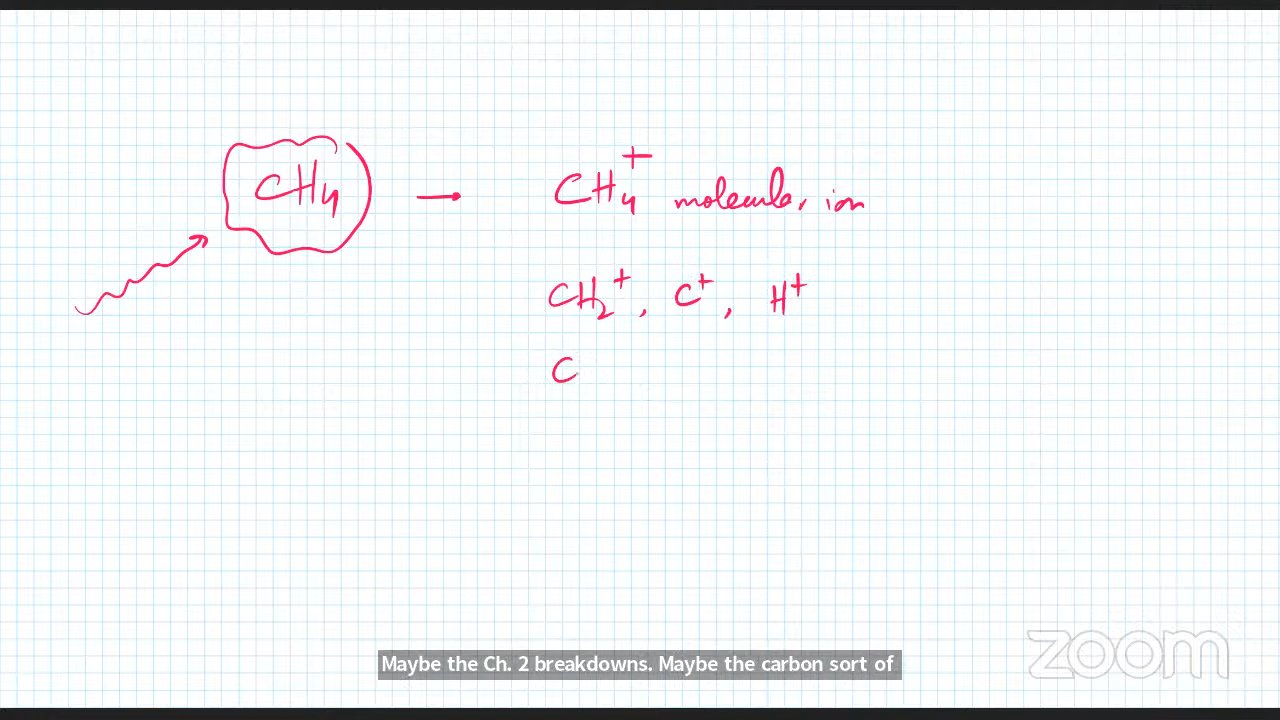 CH4 → CH4+ molecular ion
CH2+, C+, H+
C
Maybe the Ch. 2 breakdowns. Maybe the carbon sort of
zoom